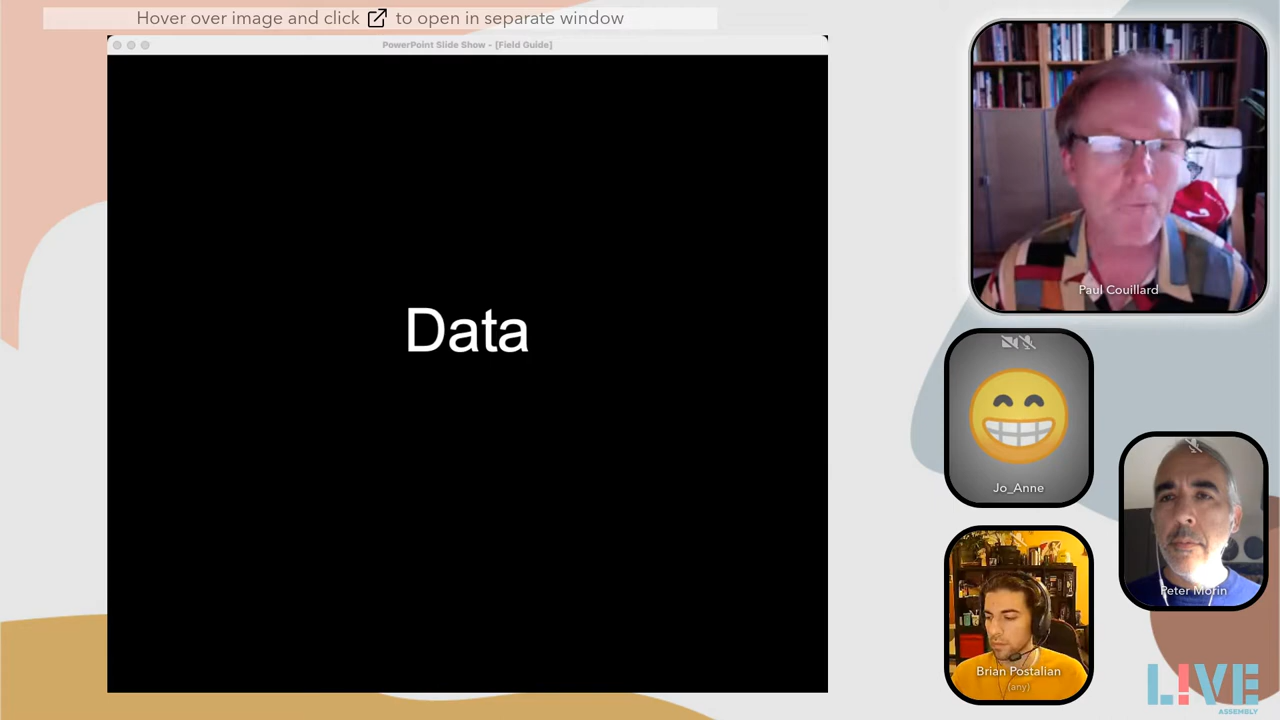 Hover over image and click to open in separate window
PowerPoint Slide Show - [Field Guide]
Data
Paul Couillard
Jo_Anne
Peter Morin
Brian Postalian
(any)
L!VE
ASSEMBLY